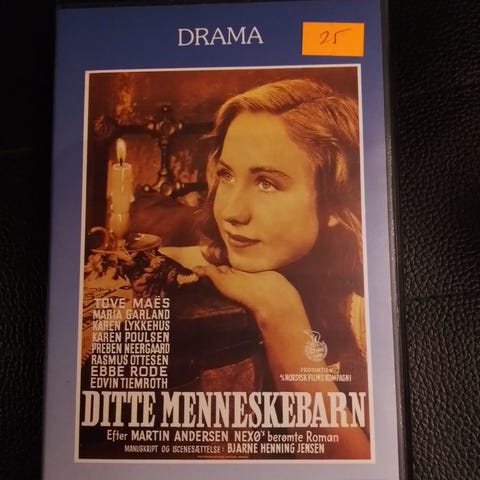 DRAMA
25
TOVE MAËS
MARIA GARLAND
KAREN LYKKEHUS
KAREN POULSEN
PREBEN NEERGAARD
RASMUS OTTESEN
EBBE RODE
EDVIN TIEMROTH
PRODUKTION
A/S NORDISK FILMS KOMPAGNI
DITTE MENNESKEBARN
Efter MARTIN ANDERSEN NEXØ's berømte Roman
MANUSKRIPT OG ISCENESÆTTELSE: BJARNE HENNING JENSEN